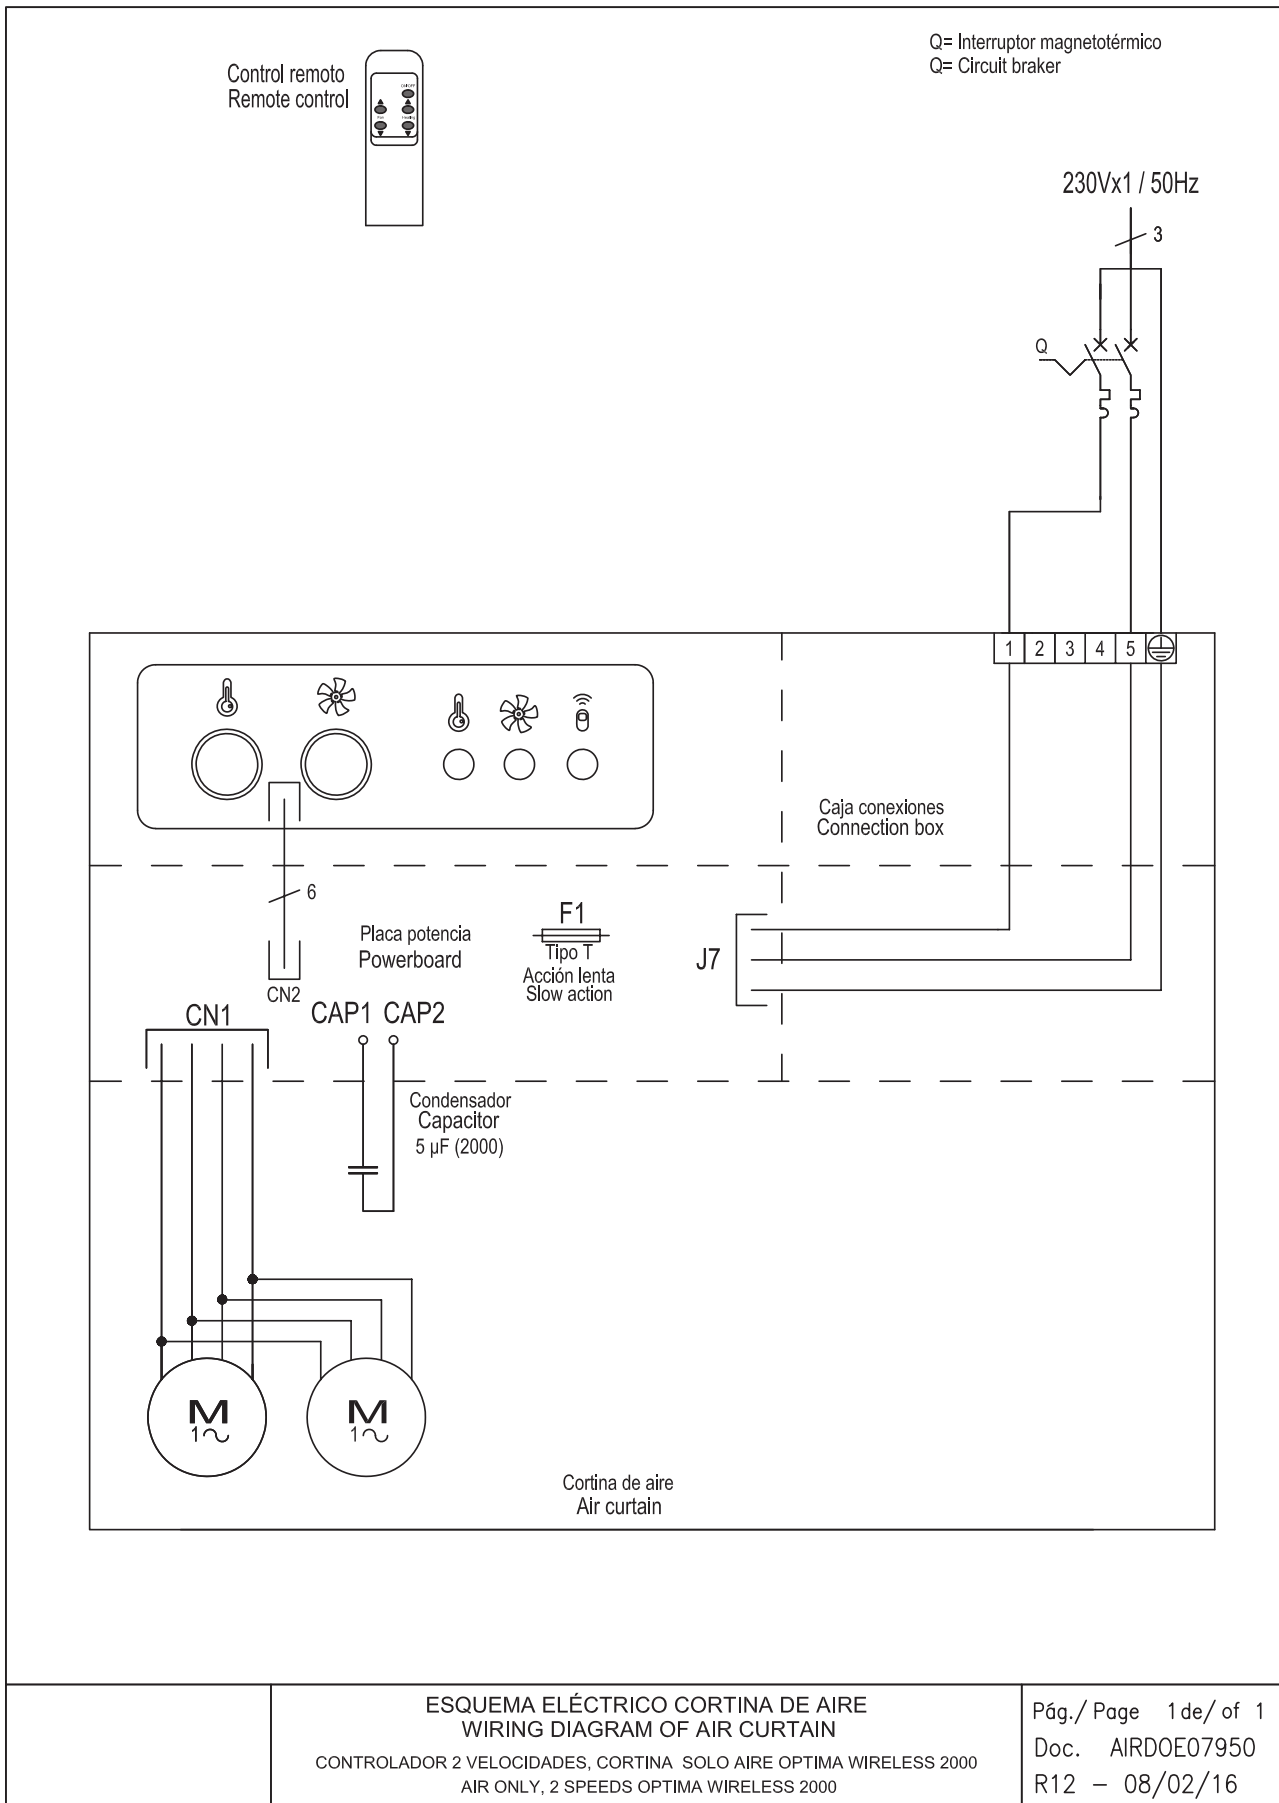 Q= Interruptor magnetotérmico
Q= Circuit braker
Control remoto
Remote control
ON/OFF
Fan
Heating
230Vx1 / 50Hz
3
Q
1 2 3 4 5
Caja conexiones
Connection box
6
Placa potencia
Powerboard
F1
Tipo T
Acción lenta
Slow action
J7
CN2
CN1
CAP1 CAP2
Condensador
Capacitor
5 µF (2000)
M
1
M
1
Cortina de aire
Air curtain
ESQUEMA ELÉCTRICO CORTINA DE AIRE
WIRING DIAGRAM OF AIR CURTAIN
CONTROLADOR 2 VELOCIDADES, CORTINA SOLO AIRE OPTIMA WIRELESS 2000
AIR ONLY, 2 SPEEDS OPTIMA WIRELESS 2000
Pág./ Page 1 de/ of 1
Doc. AIRDOE07950
R12 – 08/02/16